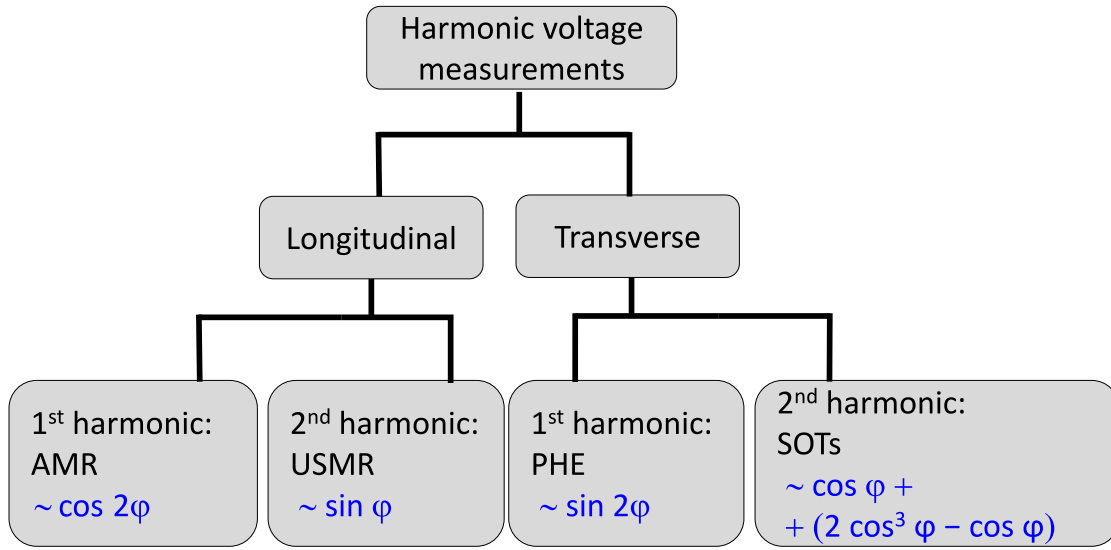 Harmonic voltage
measurements
Longitudinal
Transverse
1st harmonic:
AMR
~ cos 2φ
2nd harmonic:
USMR
~ sin φ
1st harmonic:
PHE
~ sin 2φ
2nd harmonic:
SOTs
~ cos φ +
+ (2 cos³ φ − cos φ)